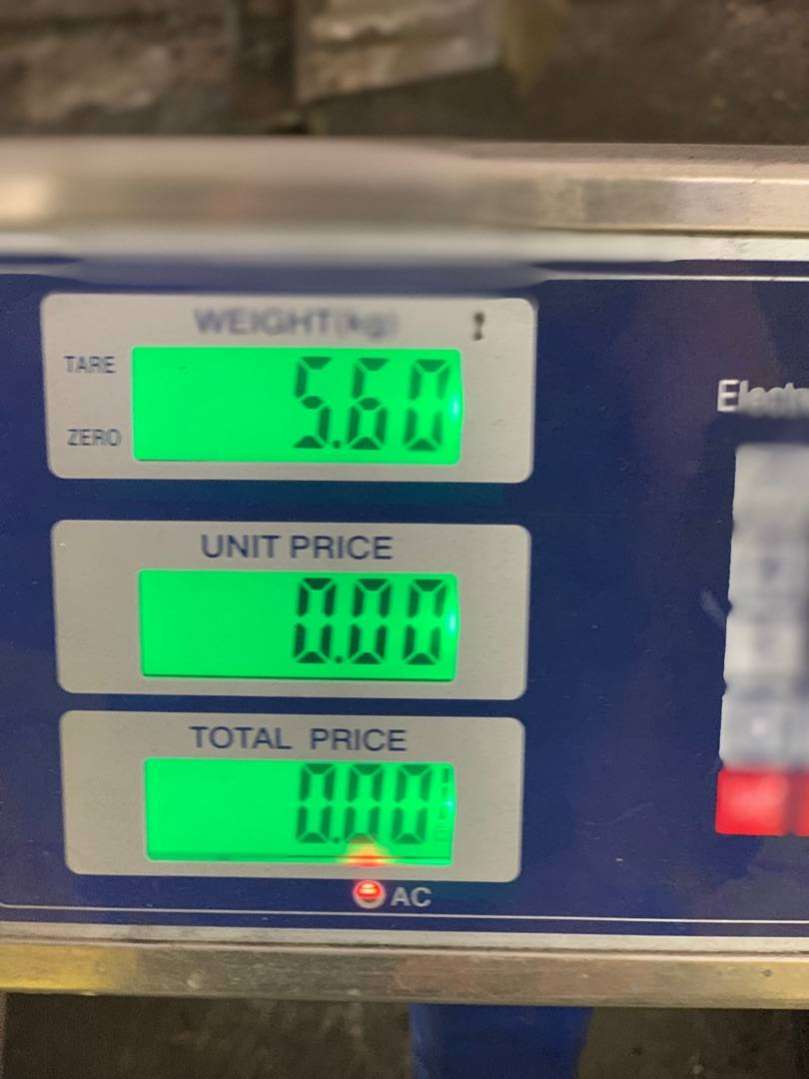 WEIGHT(kg)
TARE
5.60
ZERO
UNIT PRICE
0.00
TOTAL PRICE
0.00
AC